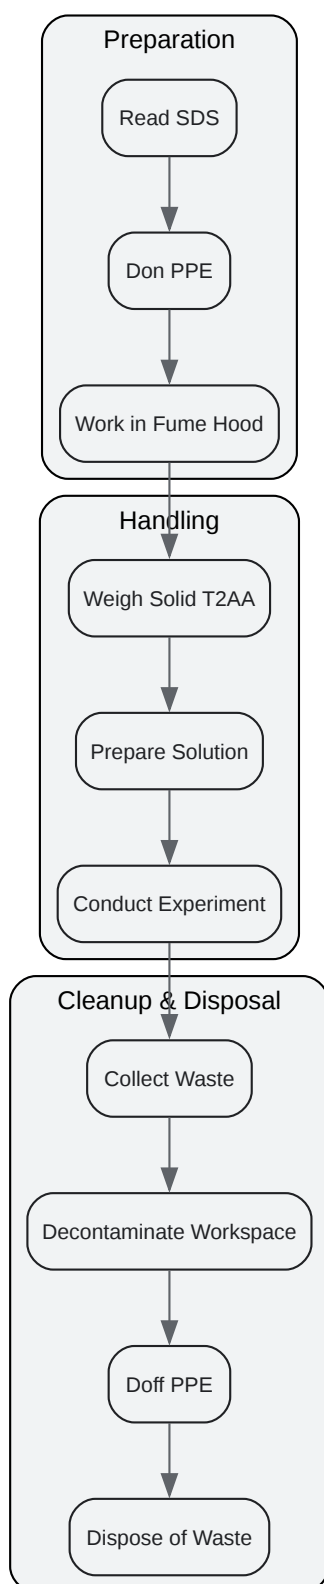 Preparation
Read SDS
Don PPE
Work in Fume Hood
Handling
Weigh Solid T2AA
Prepare Solution
Conduct Experiment
Cleanup & Disposal
Collect Waste
Decontaminate Workspace
Doff PPE
Dispose of Waste